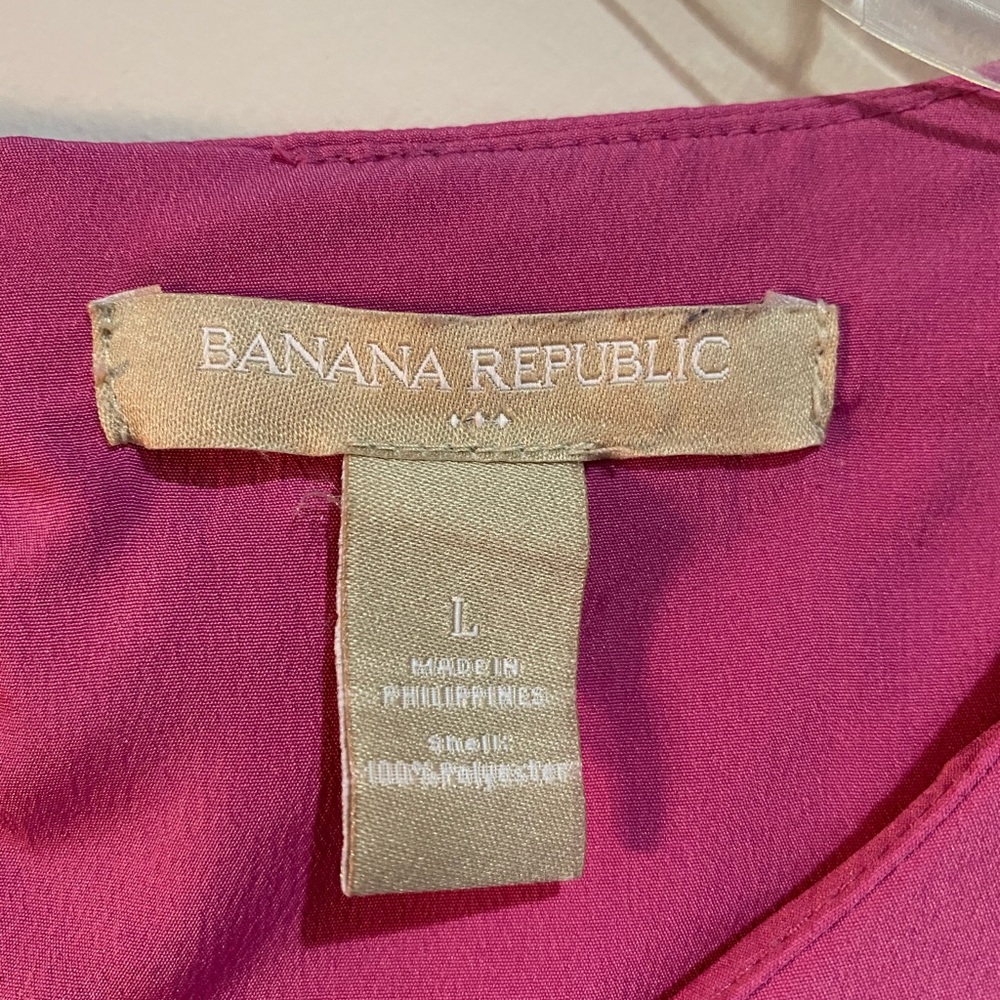 BANANA REPUBLIC
L
MADE IN
PHILIPPINES
Shell:
100% Polyester